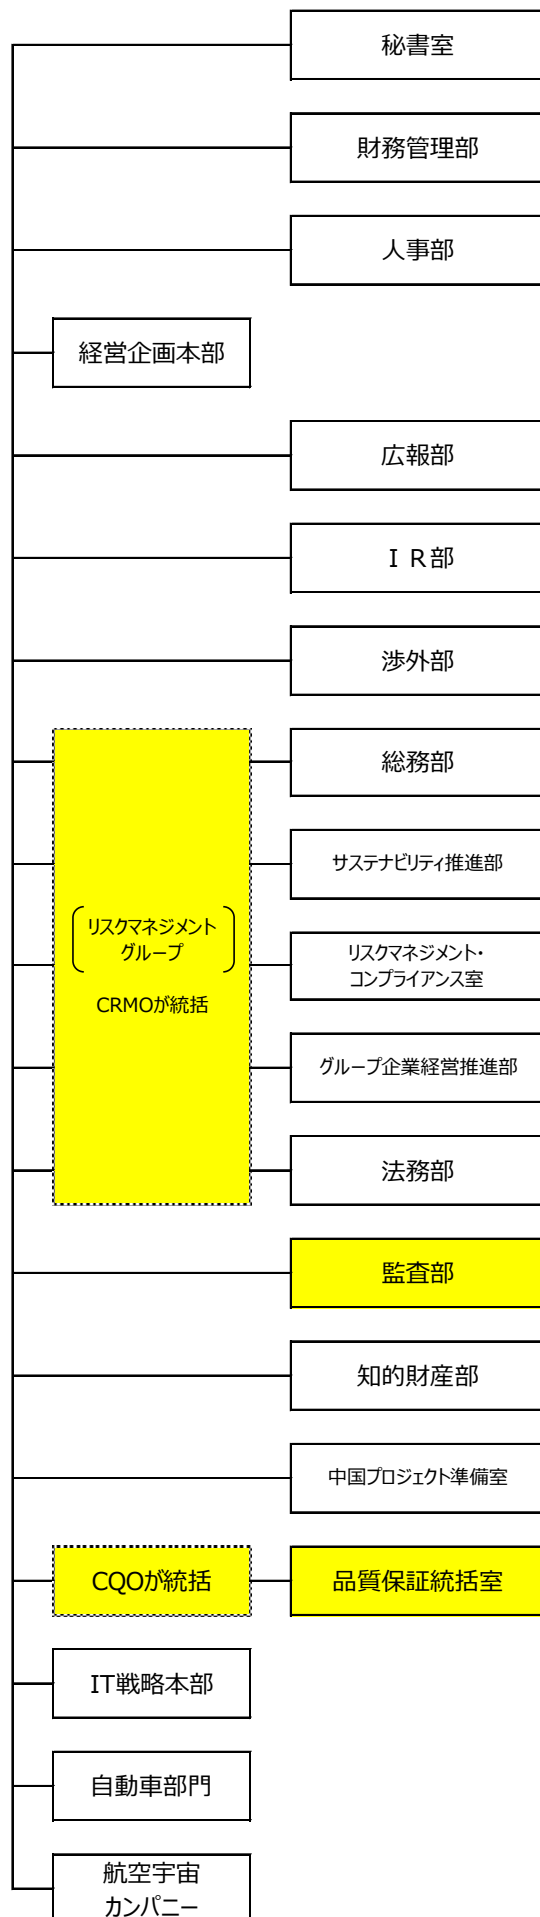 秘書室
財務管理部
人事部
経営企画本部
広報部
ＩＲ部
渉外部
総務部
サステナビリティ推進部
リスクマネジメント
グループ
CRMOが統括
リスクマネジメント・
コンプライアンス室
グループ企業経営推進部
法務部
監査部
知的財産部
中国プロジェクト準備室
CQOが統括
品質保証統括室
IT戦略本部
自動車部門
航空宇宙
カンパニー